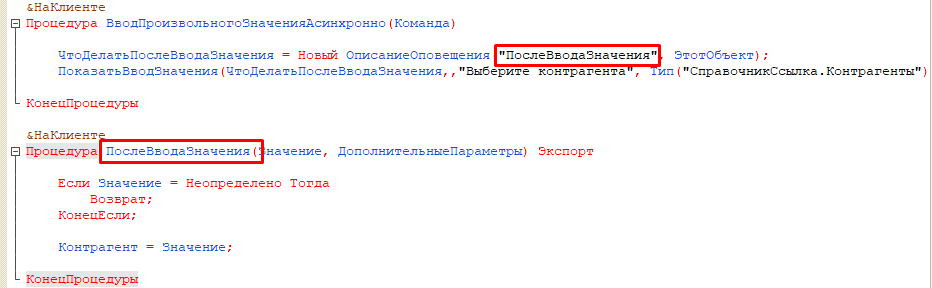 &НаКлиенте
Процедура ВводПроизвольногоЗначенияАсинхронно(Команда)
ЧтоДелатьПослеВводаЗначения = Новый ОписаниеОповещения "ПослеВводаЗначения", ЭтотОбъект);
ПоказатьВводЗначения(ЧтоДелатьПослеВводаЗначения,,"Выберите контрагента", Тип("СправочникСсылка.Контрагенты")
КонецПроцедуры
&НаКлиенте
Процедура ПослеВводаЗначения(Значение, ДополнительныеПараметры) Экспорт
Если Значение = Неопределено Тогда
Возврат;
КонецЕсли;
Контрагент = Значение;
КонецПроцедуры